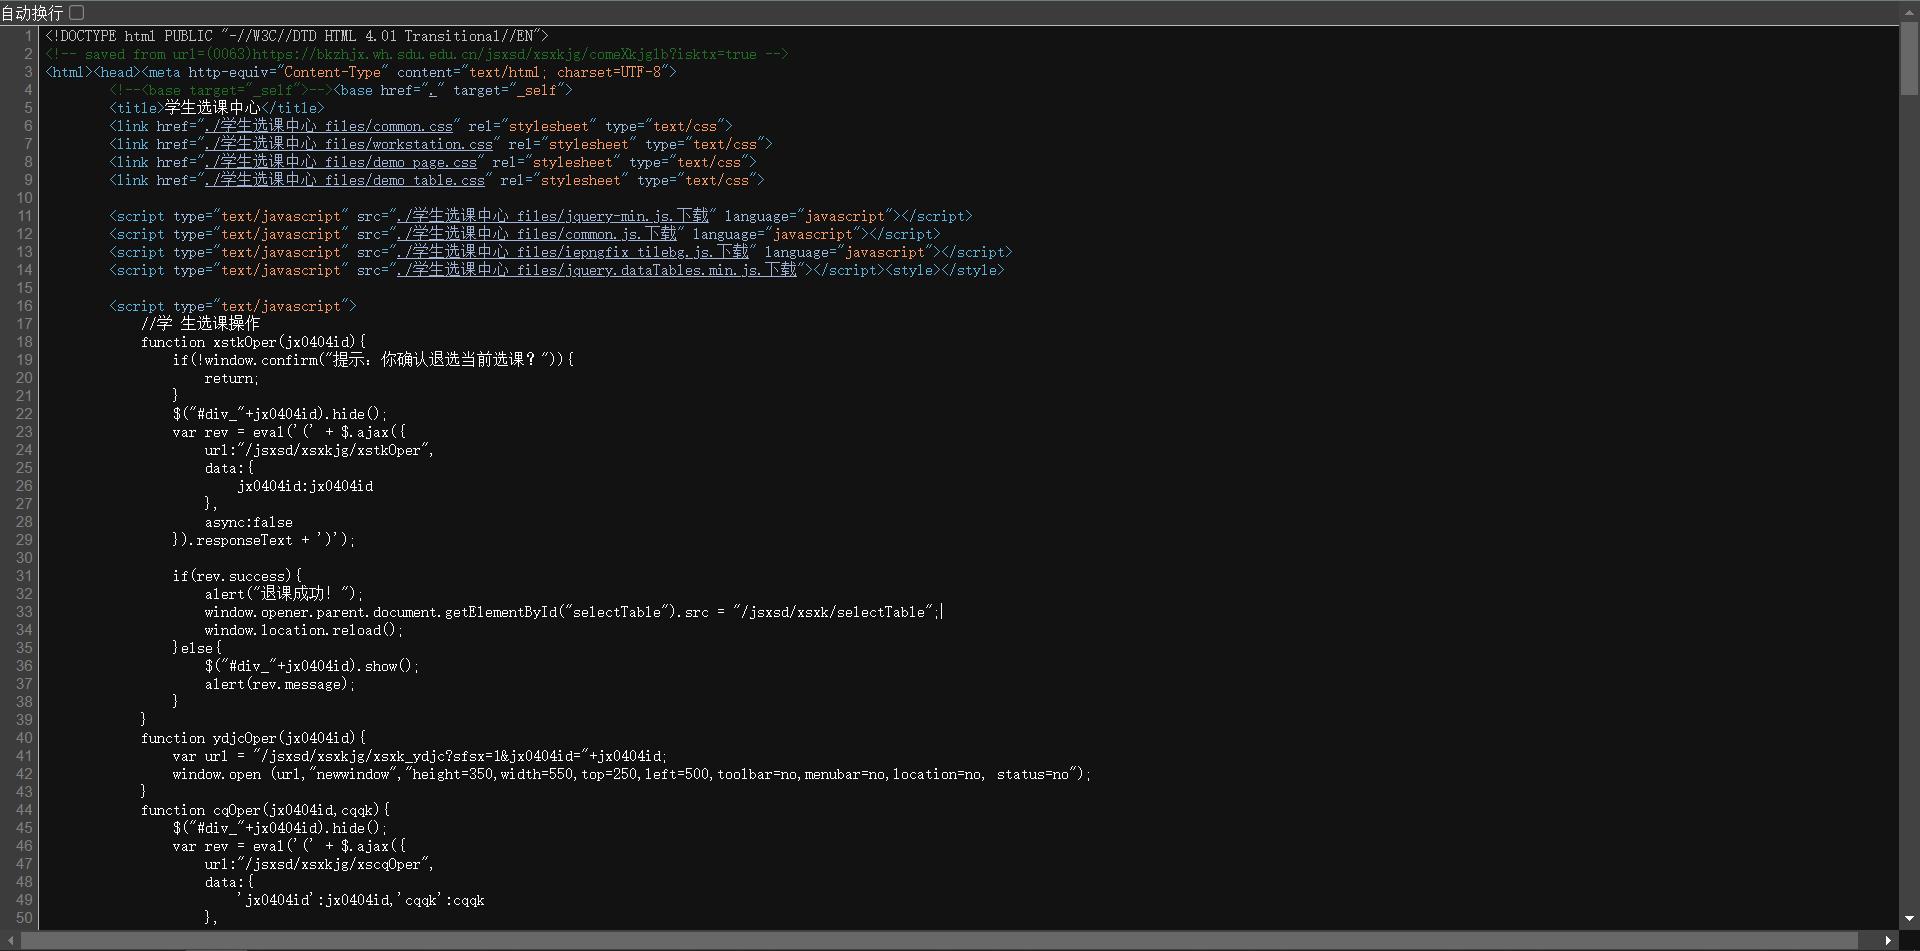 自动换行
1 <!DOCTYPE html PUBLIC "-//W3C//DTD HTML 4.01 Transitional//EN">
2 <!-- saved from url=(0063)https://bkzhjx.wh.sdu.edu.cn/jsxsd/xsxkjg/comeXkjglb?isktx=true -->
3 <html><head><meta http-equiv="Content-Type" content="text/html; charset=UTF-8">
4 <!--<base target="_self">--><base href="." target="_self">
5 <title>学生选课中心</title>
6 <link href="./学生选课中心_files/common.css" rel="stylesheet" type="text/css">
7 <link href="./学生选课中心_files/workstation.css" rel="stylesheet" type="text/css">
8 <link href="./学生选课中心_files/demo_page.css" rel="stylesheet" type="text/css">
9 <link href="./学生选课中心_files/demo_table.css" rel="stylesheet" type="text/css">
10
11 <script type="text/javascript" src="./学生选课中心_files/jquery-min.js.下载" language="javascript"></script>
12 <script type="text/javascript" src="./学生选课中心_files/common.js.下载" language="javascript"></script>
13 <script type="text/javascript" src="./学生选课中心_files/iepngfix_tilebg.js.下载" language="javascript"></script>
14 <script type="text/javascript" src="./学生选课中心_files/jquery.dataTables.min.js.下载"></script><style></style>
15
16 <script type="text/javascript">
17 //学 生选课操作
18 function xstkOper(jx0404id){
19 if(!window.confirm("提示：你确认退选当前选课？")){
20 return;
21 }
22 $("#div_"+jx0404id).hide();
23 var rev = eval('(' + $.ajax({
24 url:"/jsxsd/xsxkjg/xstkOper",
25 data:{
26 jx0404id:jx0404id
27 },
28 async:false
29 }).responseText + ')');
30
31 if(rev.success){
32 alert("退课成功！");
33 window.opener.parent.document.getElementById("selectTable").src = "/jsxsd/xsxk/selectTable";
34 window.location.reload();
35 }else{
36 $("#div_"+jx0404id).show();
37 alert(rev.message);
38 }
39 }
40 function ydjcOper(jx0404id){
41 var url = "/jsxsd/xsxkjg/xsxk_ydjc?sfsx=1&jx0404id="+jx0404id;
42 window.open (url,"newwindow","height=350,width=550,top=250,left=500,toolbar=no,menubar=no,location=no, status=no");
43 }
44 function cqOper(jx0404id,cqqk){
45 $("#div_"+jx0404id).hide();
46 var rev = eval('(' + $.ajax({
47 url:"/jsxsd/xsxkjg/xscqOper",
48 data:{
49 'jx0404id':jx0404id,'cqqk':cqqk
50 },